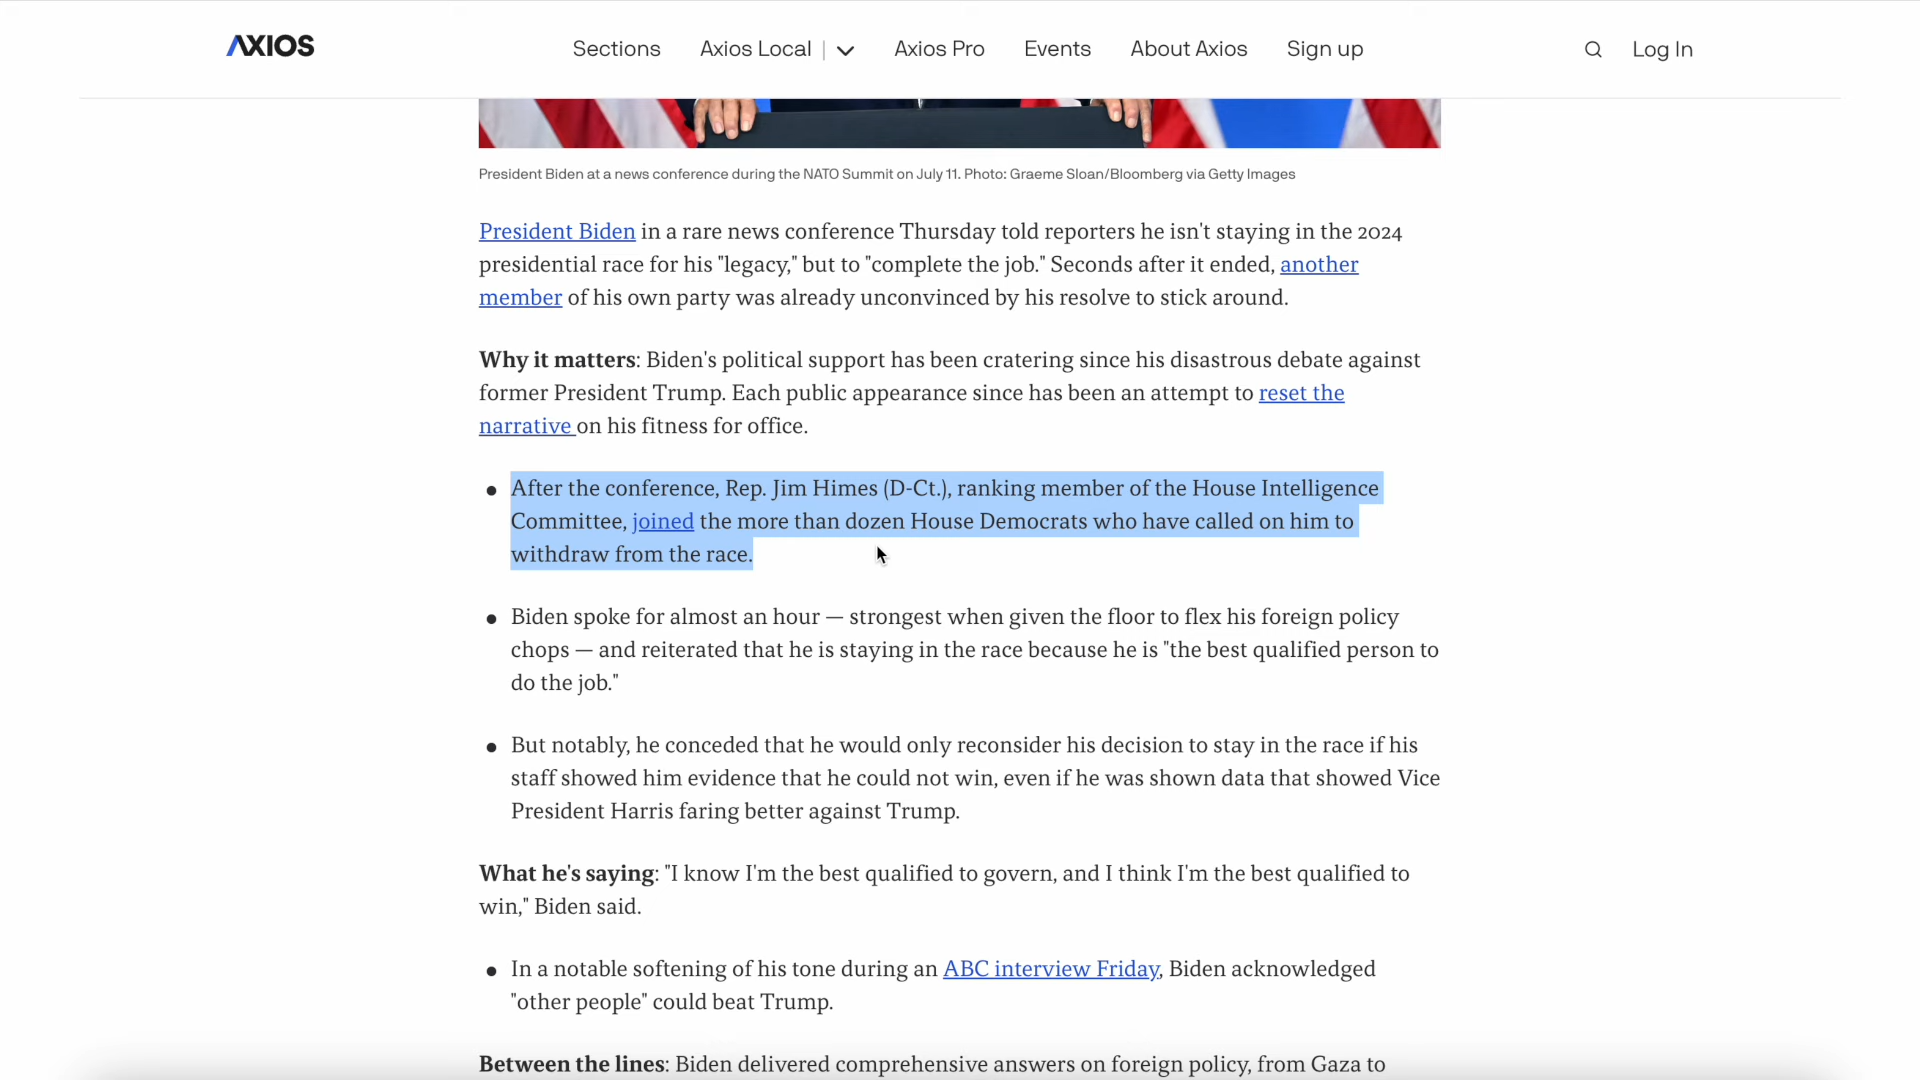 AXIOS
Sections Axios Local Axios Pro Events About Axios Sign up Log In
President Biden at a news conference during the NATO Summit on July 11. Photo: Graeme Sloan/Bloomberg via Getty Images
President Biden in a rare news conference Thursday told reporters he isn't staying in the 2024
presidential race for his "legacy," but to "complete the job." Seconds after it ended, another
member of his own party was already unconvinced by his resolve to stick around.
Why it matters: Biden's political support has been cratering since his disastrous debate against
former President Trump. Each public appearance since has been an attempt to reset the
narrative on his fitness for office.
After the conference, Rep. Jim Himes (D-Ct.), ranking member of the House Intelligence
Committee, joined the more than dozen House Democrats who have called on him to
withdraw from the race.
Biden spoke for almost an hour — strongest when given the floor to flex his foreign policy
chops — and reiterated that he is staying in the race because he is "the best qualified person to
do the job."
But notably, he conceded that he would only reconsider his decision to stay in the race if his
staff showed him evidence that he could not win, even if he was shown data that showed Vice
President Harris faring better against Trump.
What he's saying: "I know I'm the best qualified to govern, and I think I'm the best qualified to
win," Biden said.
In a notable softening of his tone during an ABC interview Friday, Biden acknowledged
"other people" could beat Trump.
Between the lines: Biden delivered comprehensive answers on foreign policy, from Gaza to